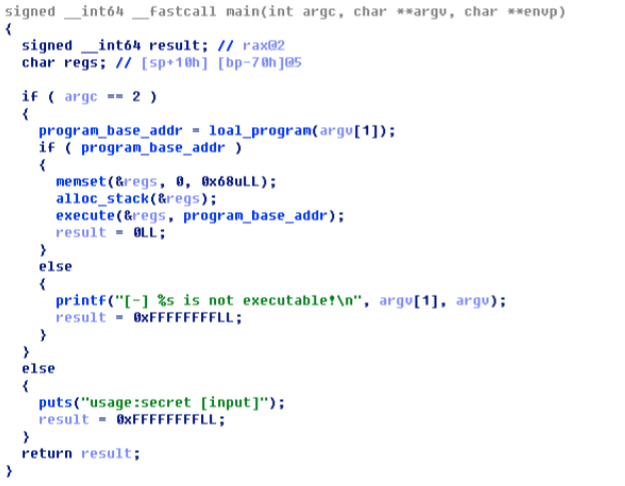 signed __int64 __fastcall main(int argc, char **argv, char **envp)
{
  signed __int64 result; // rax@2
  char regs; // [sp+10h] [bp-70h]@5

  if ( argc == 2 )
  {
    program_base_addr = loal_program(argv[1]);
    if ( program_base_addr )
    {
      memset(&regs, 0, 0x68uLL);
      alloc_stack(&regs);
      execute(&regs, program_base_addr);
      result = 0LL;
    }
    else
    {
      printf("[-] %s is not executable!\n", argv[1], argv);
      result = 0xFFFFFFFFLL;
    }
  }
  else
  {
    puts("usage:secret [input]");
    result = 0xFFFFFFFFLL;
  }
  return result;
}